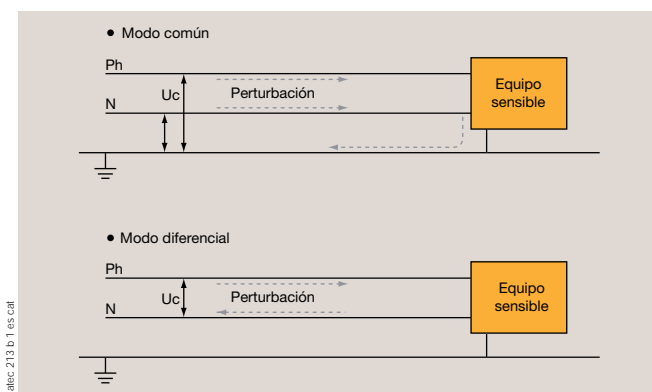 • Modo común
Ph
Uc
Perturbación
N
Equipo
sensible
• Modo diferencial
Ph
Uc
Perturbación
N
Equipo
sensible
atec 213 b 1 es cat